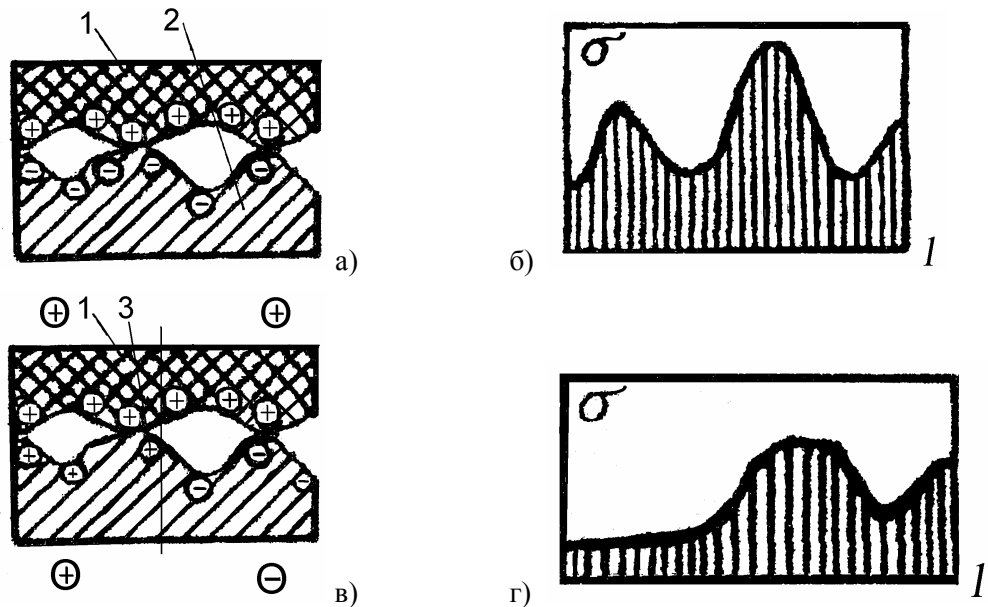 1 2
+ + + + + +
- - - - - -
σ
а) б) l
+ 1 3 +
+ + + + + +
+ + + - - -
σ
+ -
в) г) l